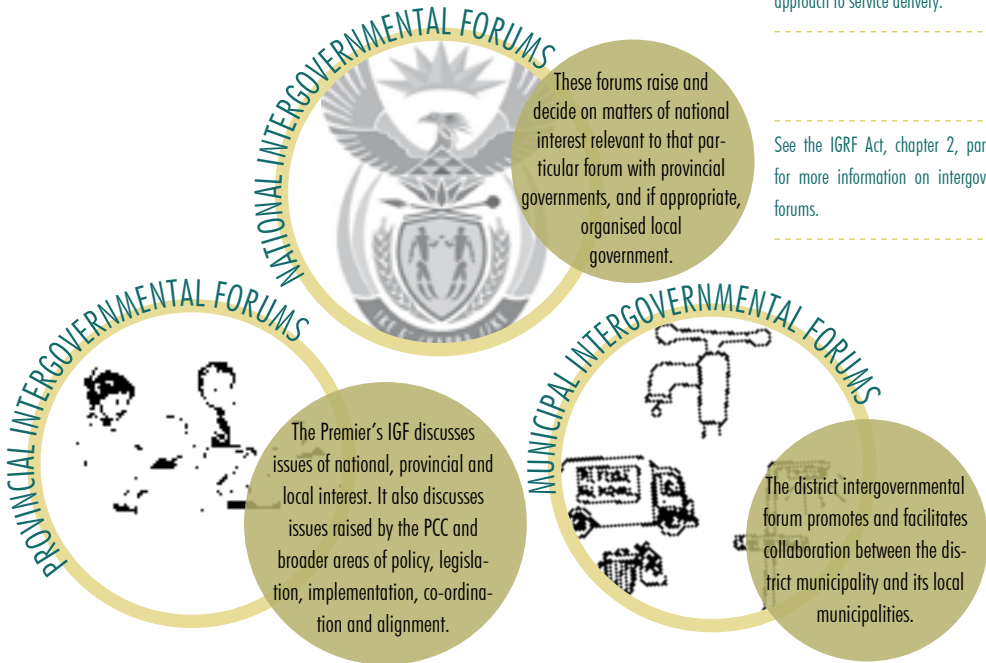 approach to service delivery.
NATIONAL INTERGOVERNMENTAL FORUMS
These forums raise and
decide on matters of national
interest relevant to that par-
ticular forum with provincial
governments, and if appropriate,
organised local
government.
See the IGRF Act, chapter 2, par
for more information on intergov
forums.
PROVINCIAL INTERGOVERNMENTAL FORUMS
The Premier's IGF discusses
issues of national, provincial and
local interest. It also discusses
issues raised by the PCC and
broader areas of policy, legisla-
tion, implementation, co-ordina-
tion and alignment.
MUNICIPAL INTERGOVERNMENTAL FORUMS
The district intergovernmental
forum promotes and facilitates
collaboration between the dis-
trict municipality and its local
municipalities.